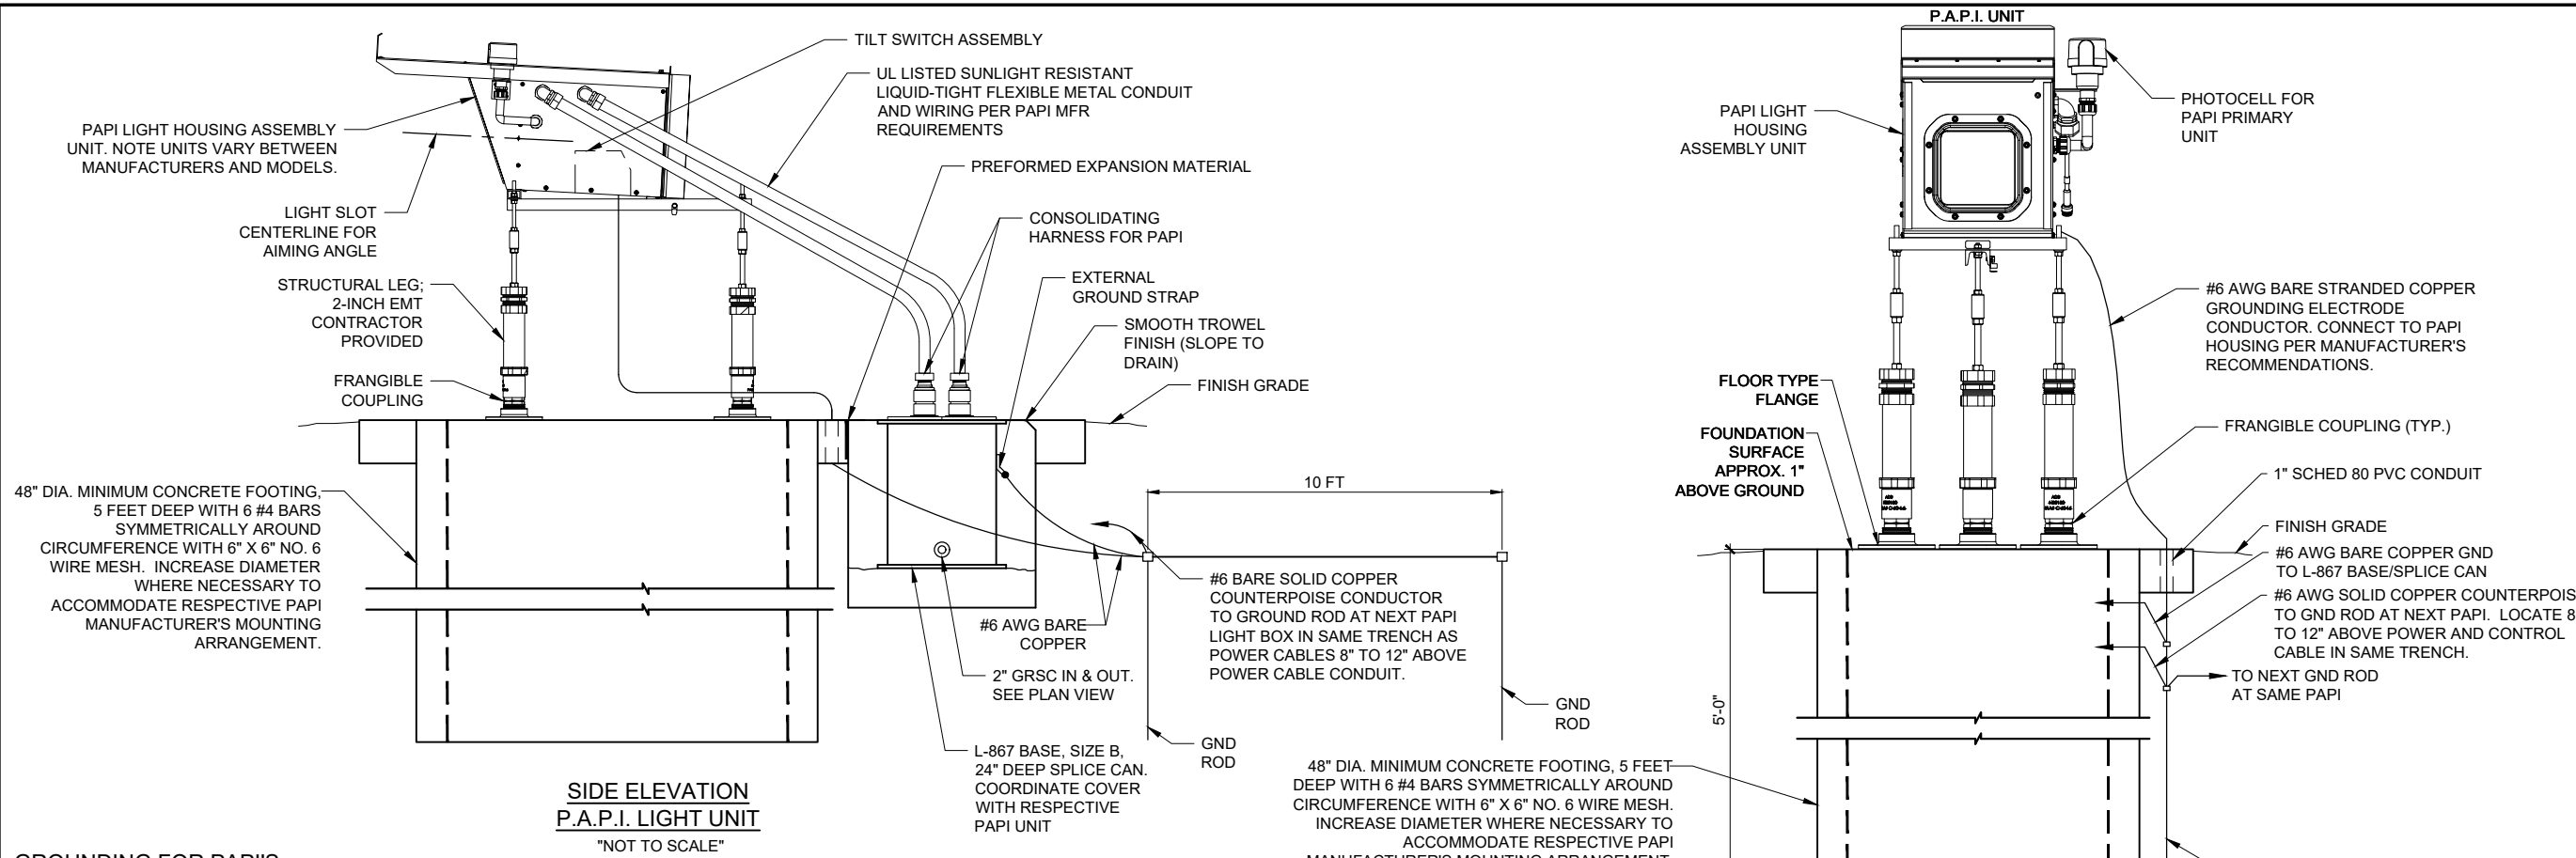 TILT SWITCH ASSEMBLY
UL LISTED SUNLIGHT RESISTANT
LIQUID-TIGHT FLEXIBLE METAL CONDUIT
AND WIRING PER PAPI MFR
REQUIREMENTS
PAPI LIGHT HOUSING ASSEMBLY
UNIT. NOTE UNITS VARY BETWEEN
MANUFACTURERS AND MODELS.
PREFORMED EXPANSION MATERIAL
LIGHT SLOT
CENTERLINE FOR
AIMING ANGLE
CONSOLIDATING
HARNESS FOR PAPI
STRUCTURAL LEG;
2-INCH EMT
CONTRACTOR
PROVIDED
EXTERNAL
GROUND STRAP
SMOOTH TROWEL
FINISH (SLOPE TO
DRAIN)
FRANGIBLE
COUPLING
FINISH GRADE
48" DIA. MINIMUM CONCRETE FOOTING,
5 FEET DEEP WITH 6 #4 BARS
SYMMETRICALLY AROUND
CIRCUMFERENCE WITH 6" X 6" NO. 6
WIRE MESH. INCREASE DIAMETER
WHERE NECESSARY TO
ACCOMMODATE RESPECTIVE PAPI
MANUFACTURER'S MOUNTING
ARRANGEMENT.
10 FT
#6 AWG BARE
COPPER
#6 BARE SOLID COPPER
COUNTERPOISE CONDUCTOR
TO GROUND ROD AT NEXT PAPI
LIGHT BOX IN SAME TRENCH AS
POWER CABLES 8" TO 12" ABOVE
POWER CABLE CONDUIT.
2" GRSC IN & OUT.
SEE PLAN VIEW
GND
ROD
GND
ROD
L-867 BASE, SIZE B,
24" DEEP SPLICE CAN.
COORDINATE COVER
WITH RESPECTIVE
PAPI UNIT
SIDE ELEVATION
P.A.P.I. LIGHT UNIT
"NOT TO SCALE"
GROUNDING FOR PAPI'S
P.A.P.I. UNIT
PAPI LIGHT
HOUSING
ASSEMBLY UNIT
PHOTOCELL FOR
PAPI PRIMARY
UNIT
#6 AWG BARE STRANDED COPPER
GROUNDING ELECTRODE
CONDUCTOR. CONNECT TO PAPI
HOUSING PER MANUFACTURER'S
RECOMMENDATIONS.
FLOOR TYPE
FLANGE
FOUNDATION
SURFACE
APPROX. 1"
ABOVE GROUND
FRANGIBLE COUPLING (TYP.)
1" SCHED 80 PVC CONDUIT
FINISH GRADE
#6 AWG BARE COPPER GND
TO L-867 BASE/SPLICE CAN
#6 AWG SOLID COPPER COUNTERPOIS
TO GND ROD AT NEXT PAPI. LOCATE 8
TO 12" ABOVE POWER AND CONTROL
CABLE IN SAME TRENCH.
TO NEXT GND ROD
AT SAME PAPI
5'-0"
48" DIA. MINIMUM CONCRETE FOOTING, 5 FEET
DEEP WITH 6 #4 BARS SYMMETRICALLY AROUND
CIRCUMFERENCE WITH 6" X 6" NO. 6 WIRE MESH.
INCREASE DIAMETER WHERE NECESSARY TO
ACCOMMODATE RESPECTIVE PAPI
MANUFACTURER'S MOUNTING ARRANGEMENT.